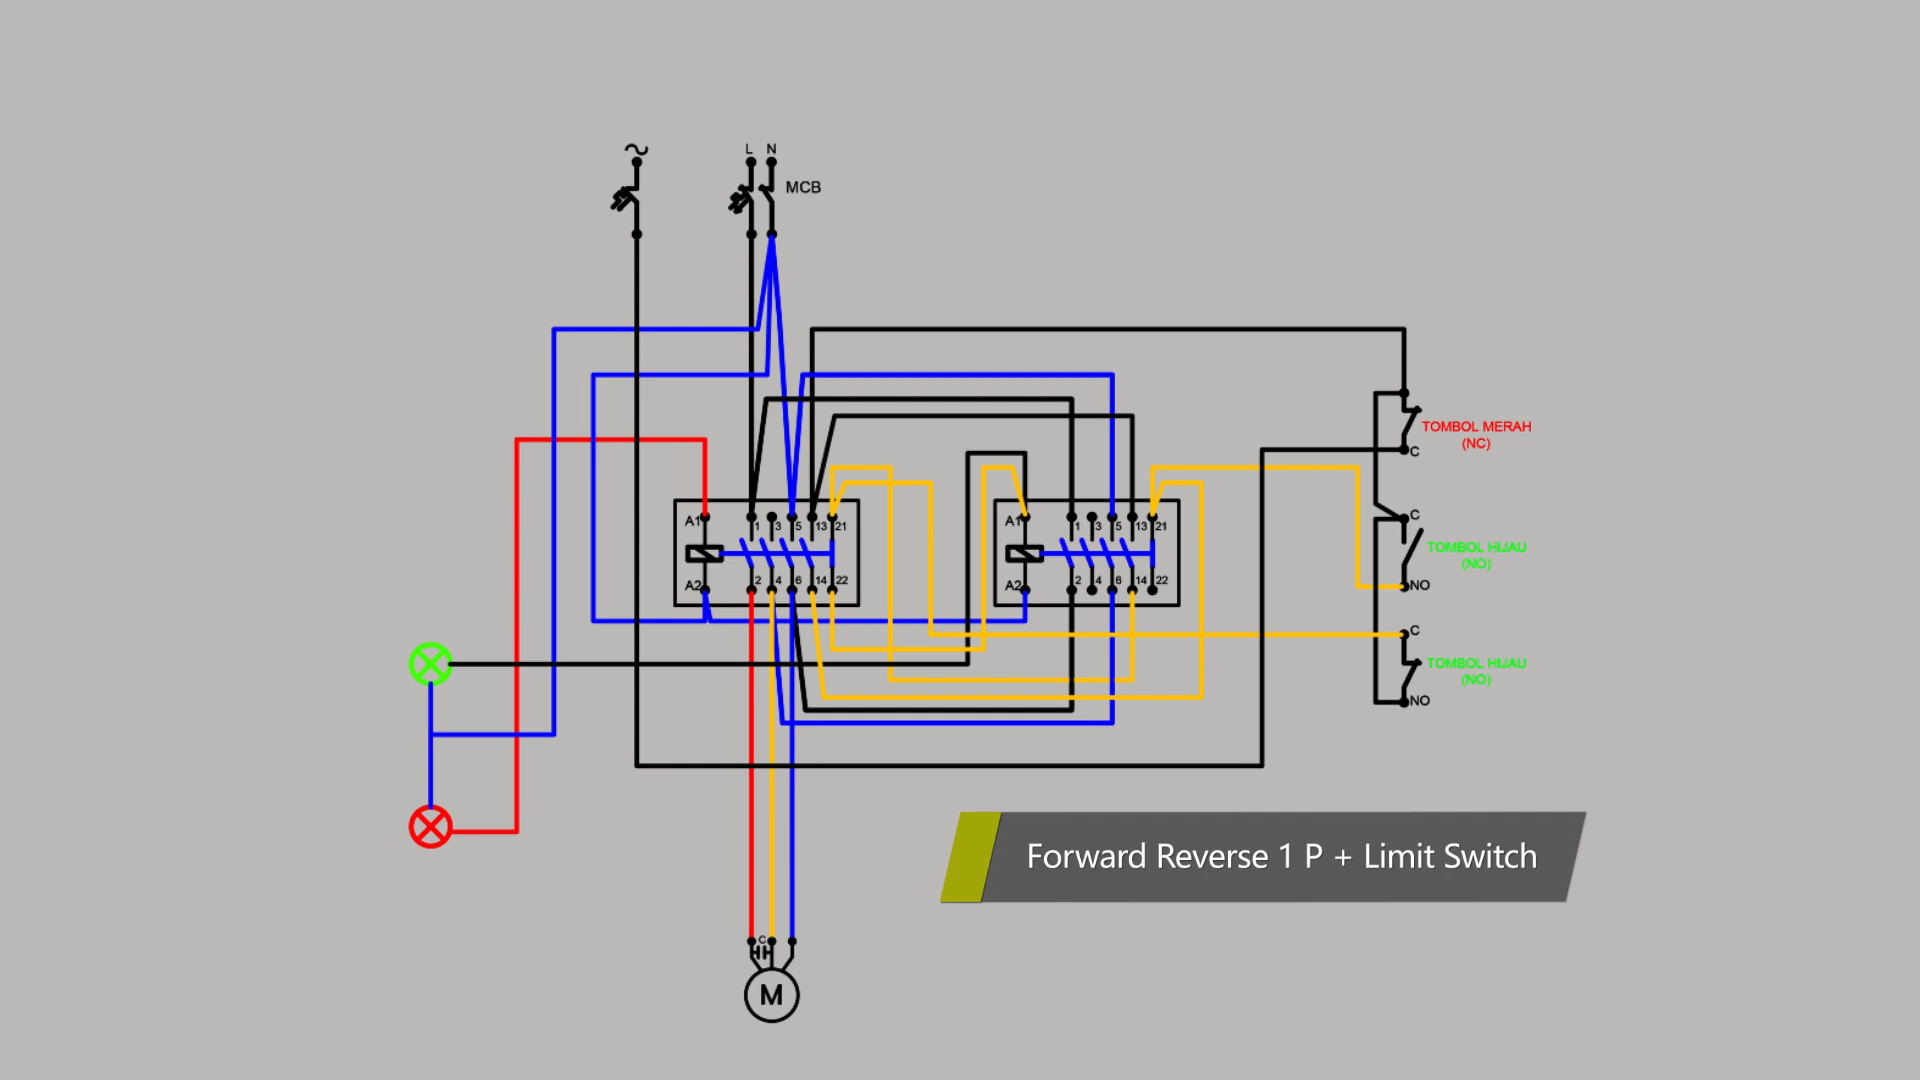 L N
MCB
TOMBOL MERAH
(NC)
C
A1 1 3 5 13 21
A2 2 4 6 14 22
A1 1 3 5 13 21
A2 2 4 6 14 22
C
TOMBOL HIJAU
(NO)
NO
C
TOMBOL HIJAU
(NO)
NO
Forward Reverse 1 P + Limit Switch
C
M